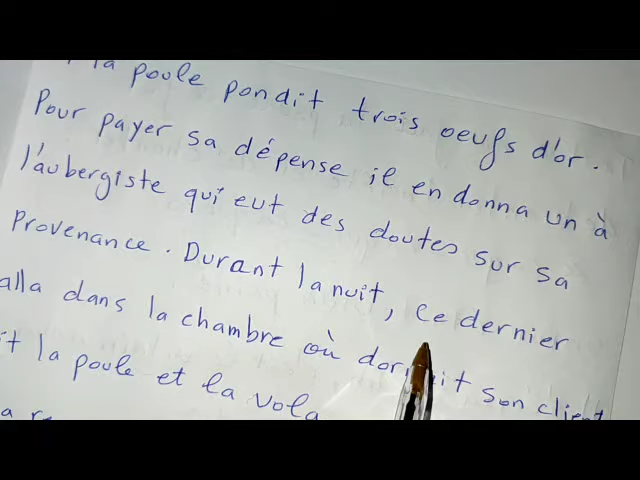 la poule pondit trois oeufs d'or.
Pour payer sa dépense il en donna un à
l'aubergiste qui eut des doutes sur sa
provenance. Durant la nuit, ce dernier
alla dans la chambre où dormait son client
it la poule et la vola